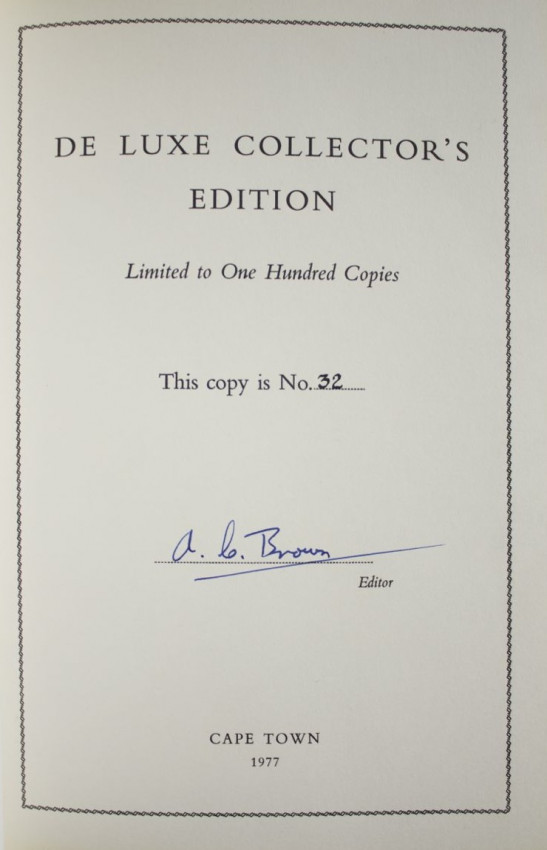 DE LUXE COLLECTOR'S
EDITION
Limited to One Hundred Copies
This copy is No. 32
A. C. Brown
Editor
CAPE TOWN
1977